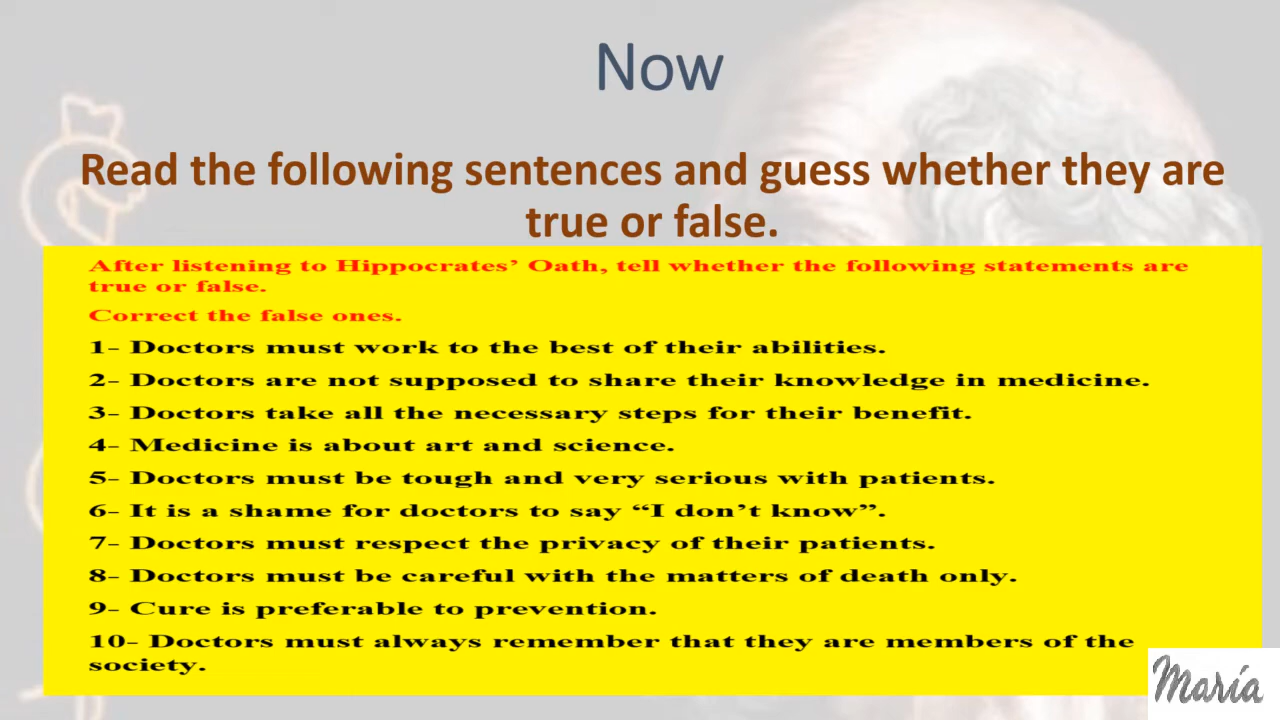 Now
Read the following sentences and guess whether they are
true or false.
After listening to Hippocrates’ Oath, tell whether the following statements are
true or false.
Correct the false ones.
1- Doctors must work to the best of their abilities.
2- Doctors are not supposed to share their knowledge in medicine.
3- Doctors take all the necessary steps for their benefit.
4- Medicine is about art and science.
5- Doctors must be tough and very serious with patients.
6- It is a shame for doctors to say “I don’t know”.
7- Doctors must respect the privacy of their patients.
8- Doctors must be careful with the matters of death only.
9- Cure is preferable to prevention.
10- Doctors must always remember that they are members of the
society.
María